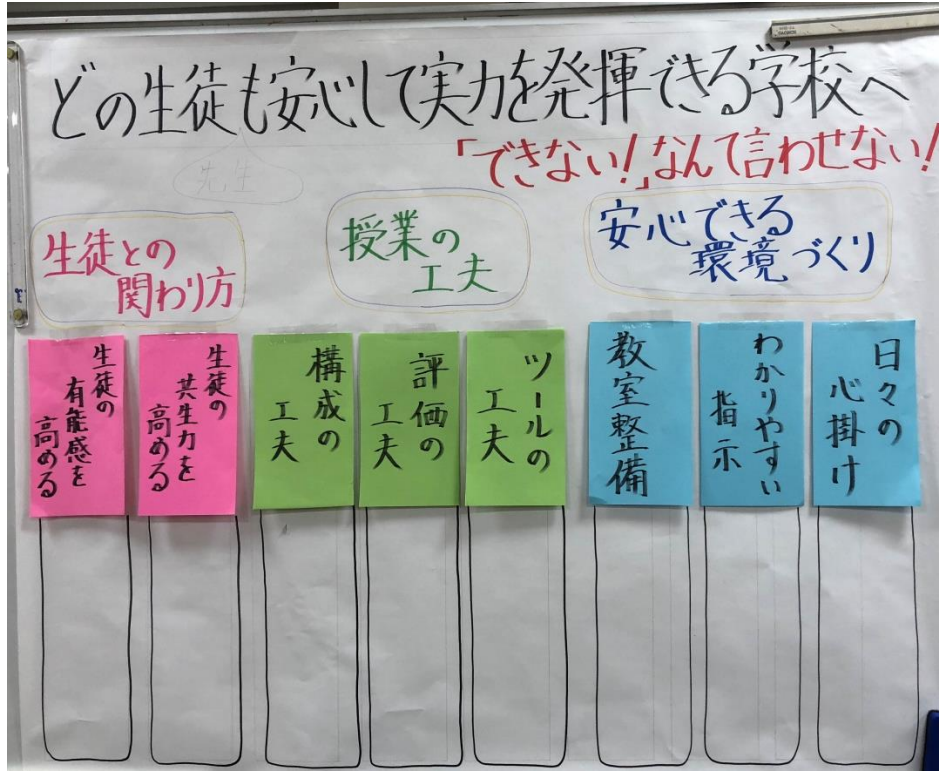 どの生徒も安心して実力を発揮できる学校へ
「できない！」なんて言わせない！
先生
生徒との
関わり方
授業の
工夫
安心できる
環境づくり
生徒の
有能感を
高める
生徒の
共生力を
高める
構成の
工夫
評価の
工夫
ツールの
工夫
教室整備
わかりやすい
指示
日々の
心掛け